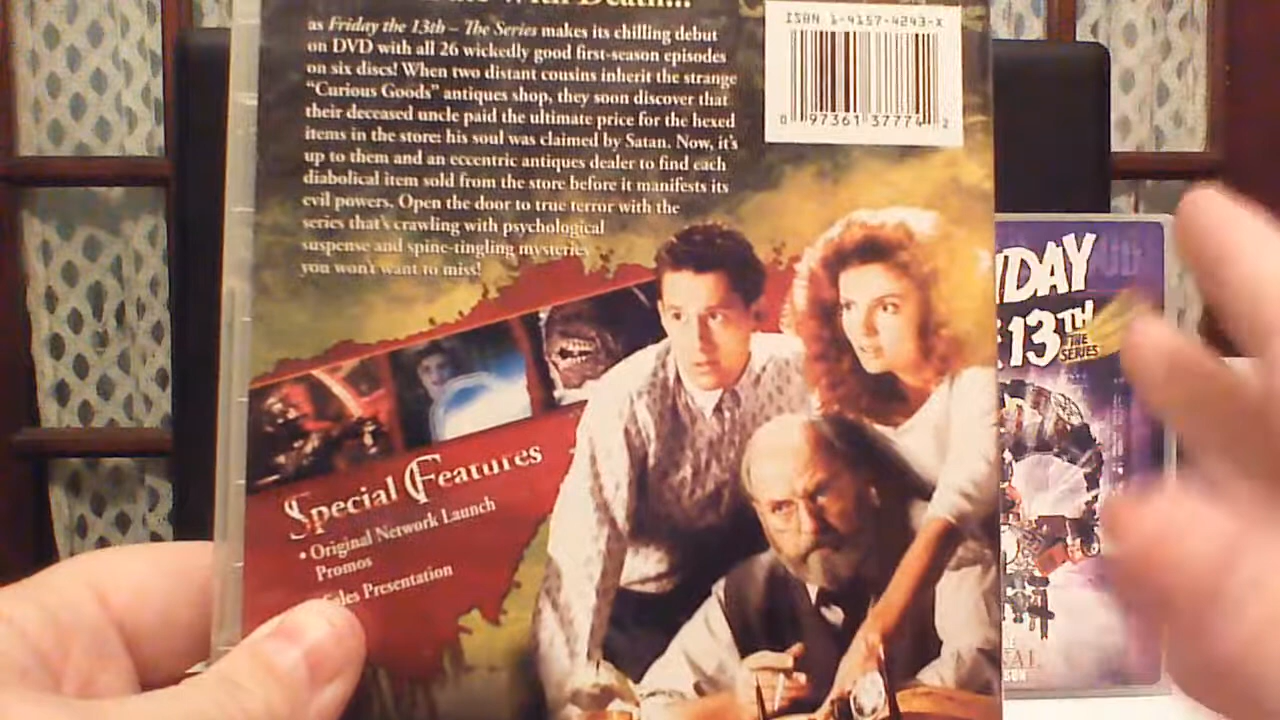 With Death...
as Friday the 13th – The Series makes its chilling debut
on DVD with all 26 wickedly good first-season episodes
on six discs! When two distant cousins inherit the strange
“Curious Goods” antiques shop, they soon discover that
their deceased uncle paid the ultimate price for the hexed
items in the store: his soul was claimed by Satan. Now, it's
up to them and an eccentric antiques dealer to find each
diabolical item sold from the store before it manifests its
evil powers. Open the door to true terror with the
series that's crawling with psychological
suspense and spine-tingling mysteries
you won't want to miss!
ISBN 1-4157-4243-X
0 97361 37774 2
Special Features
• Original Network Launch
Promos
Sales Presentation
DAY
13TH
THE
SERIES